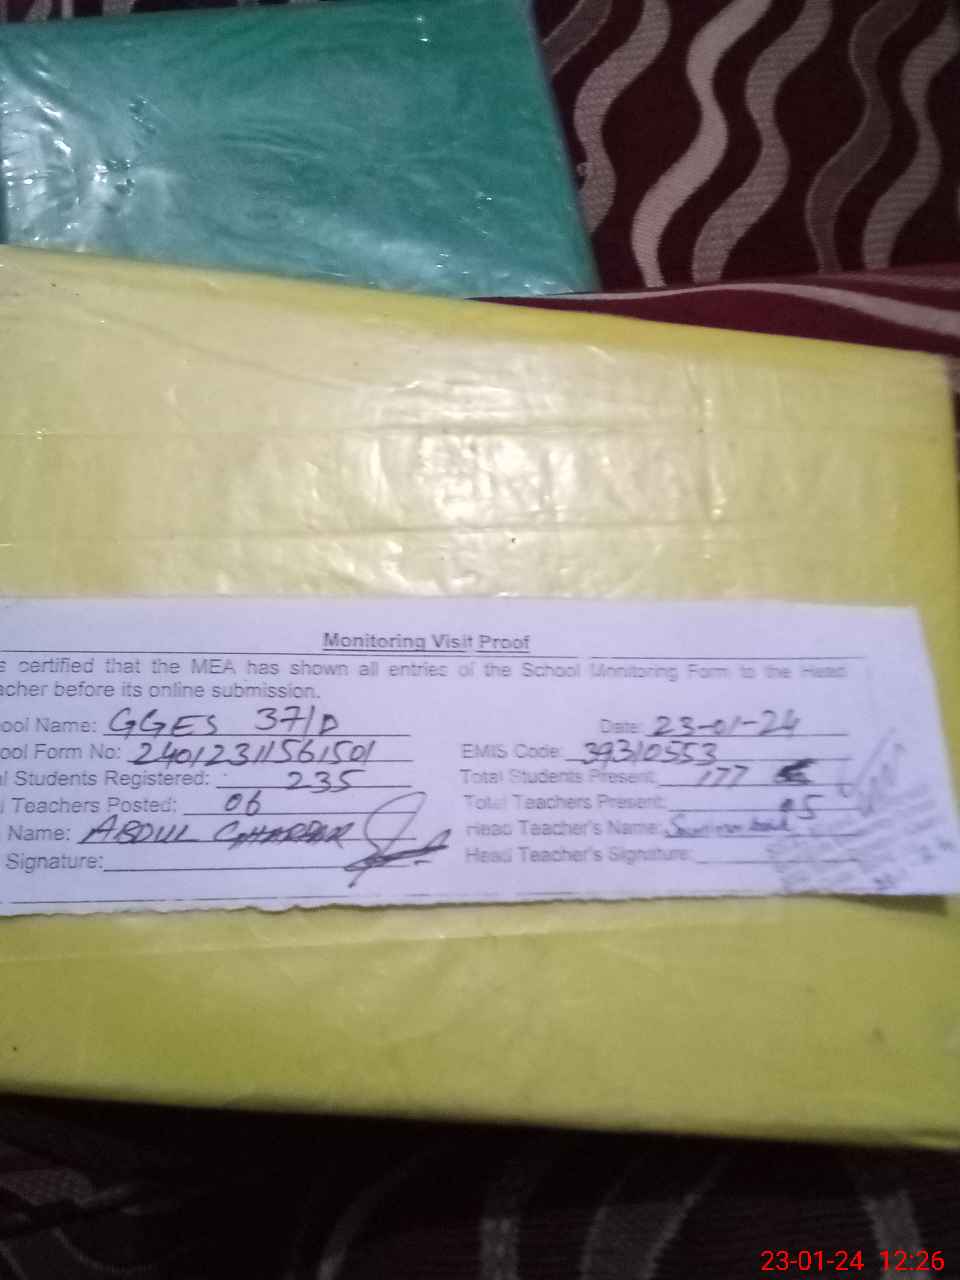 Monitoring Visit Proof
s certified that the MEA has shown all entries of the School Monitoring Form to the Head
acher before its online submission.
ool Name: GGES 37/D Date: 23-01-24
ool Form No: 24012311561501 EMIS Code: 39310553
l Students Registered: 235 Total Students Present: 177
Teachers Posted: 06 Total Teachers Present: 05
Name: ABDUL GHAFFAR Head Teacher's Name:
Signature: Head Teacher's Signature:
23-01-24 12:26